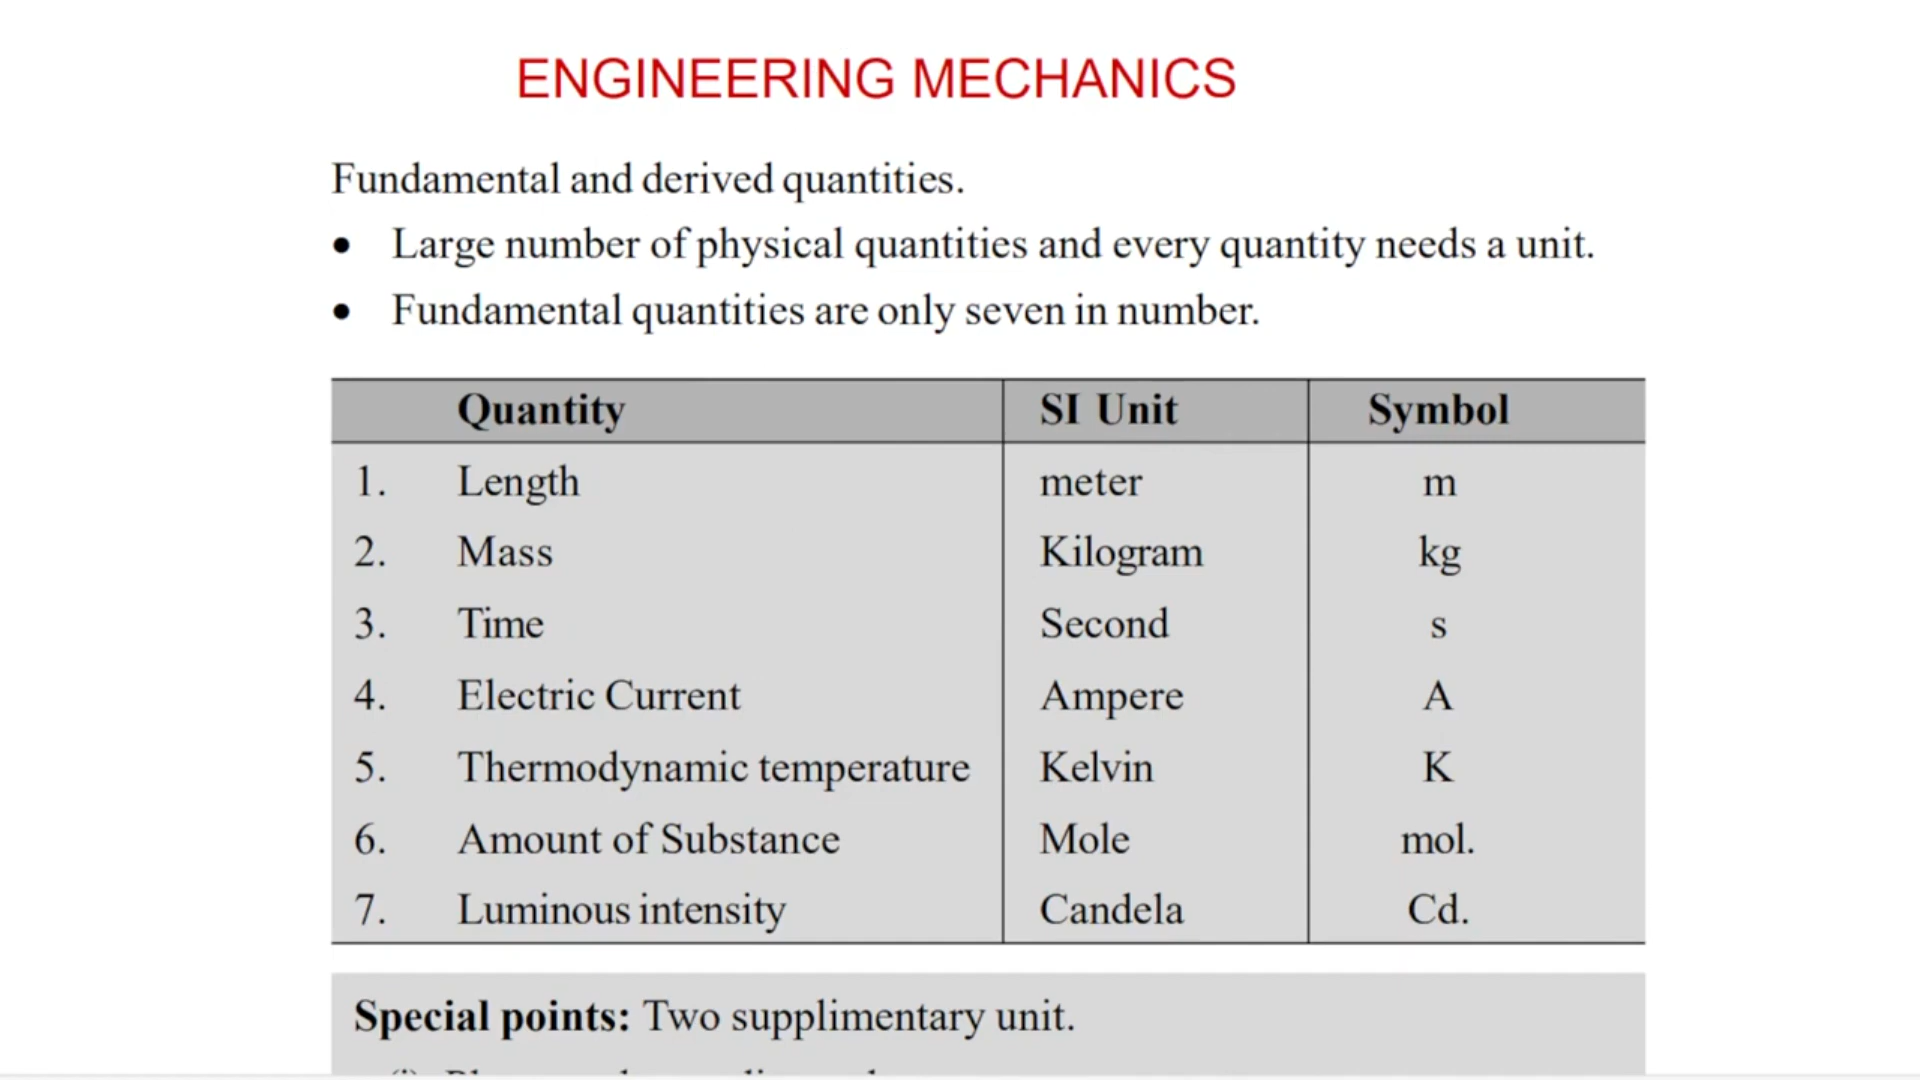 ENGINEERING MECHANICS
Fundamental and derived quantities.
• Large number of physical quantities and every quantity needs a unit.
• Fundamental quantities are only seven in number.
Quantity SI Unit Symbol
1. Length meter m
2. Mass Kilogram kg
3. Time Second s
4. Electric Current Ampere A
5. Thermodynamic temperature Kelvin K
6. Amount of Substance Mole mol.
7. Luminous intensity Candela Cd.
Special points: Two supplimentary unit.